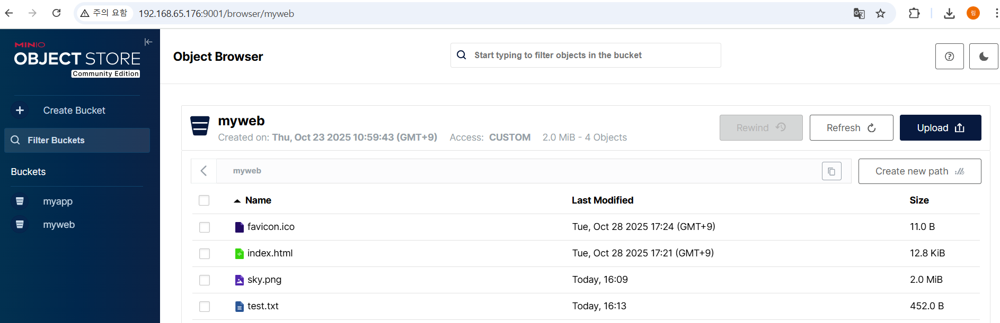 주의 요함 192.168.65.176:9001/browser/myweb 림
MINIO
OBJECT STORE
Community Edition
Create Bucket
Filter Buckets
Buckets
myapp
myweb
Object Browser
Start typing to filter objects in the bucket
myweb
Created on: Thu, Oct 23 2025 10:59:43 (GMT+9) Access: CUSTOM 2.0 MiB - 4 Objects
Rewind Refresh Upload
myweb
Create new path
Name Last Modified Size
favicon.ico Tue, Oct 28 2025 17:24 (GMT+9) 11.0 B
index.html Tue, Oct 28 2025 17:21 (GMT+9) 12.8 KiB
sky.png Today, 16:09 2.0 MiB
test.txt Today, 16:13 452.0 B